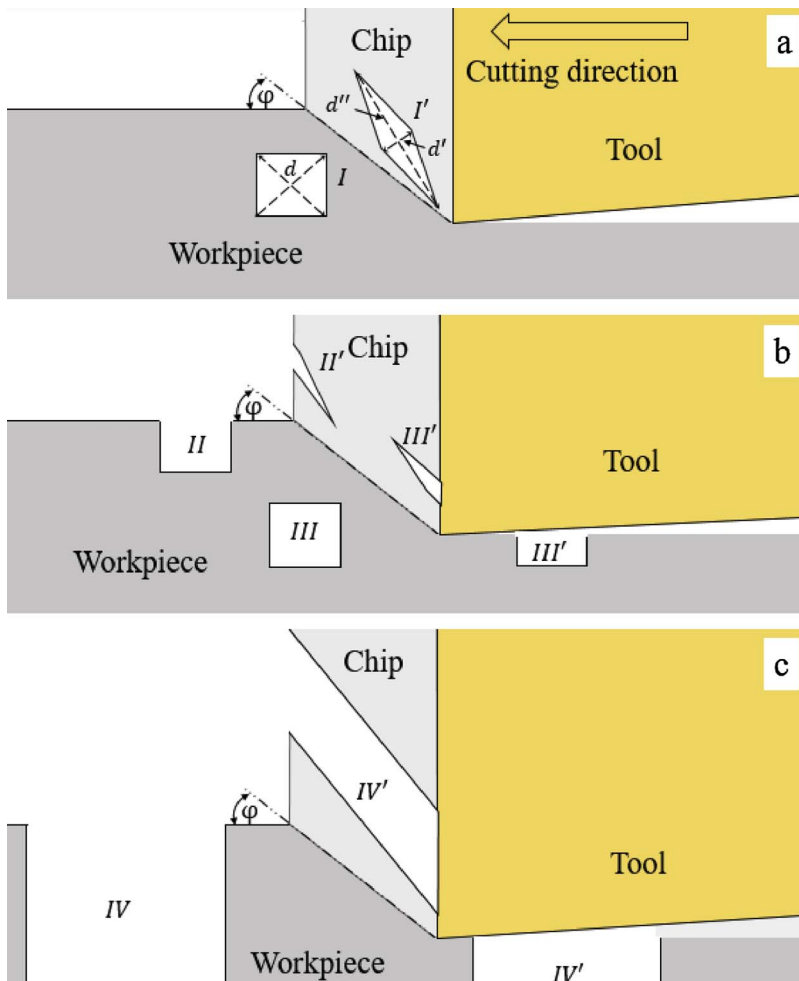 a
Chip
Cutting direction
φ
d''
I'
d'
d
I
Tool
Workpiece
b
Chip
II'
φ
II
III'
Tool
III
Workpiece
III'
c
Chip
IV'
φ
Tool
IV
Workpiece
IV'